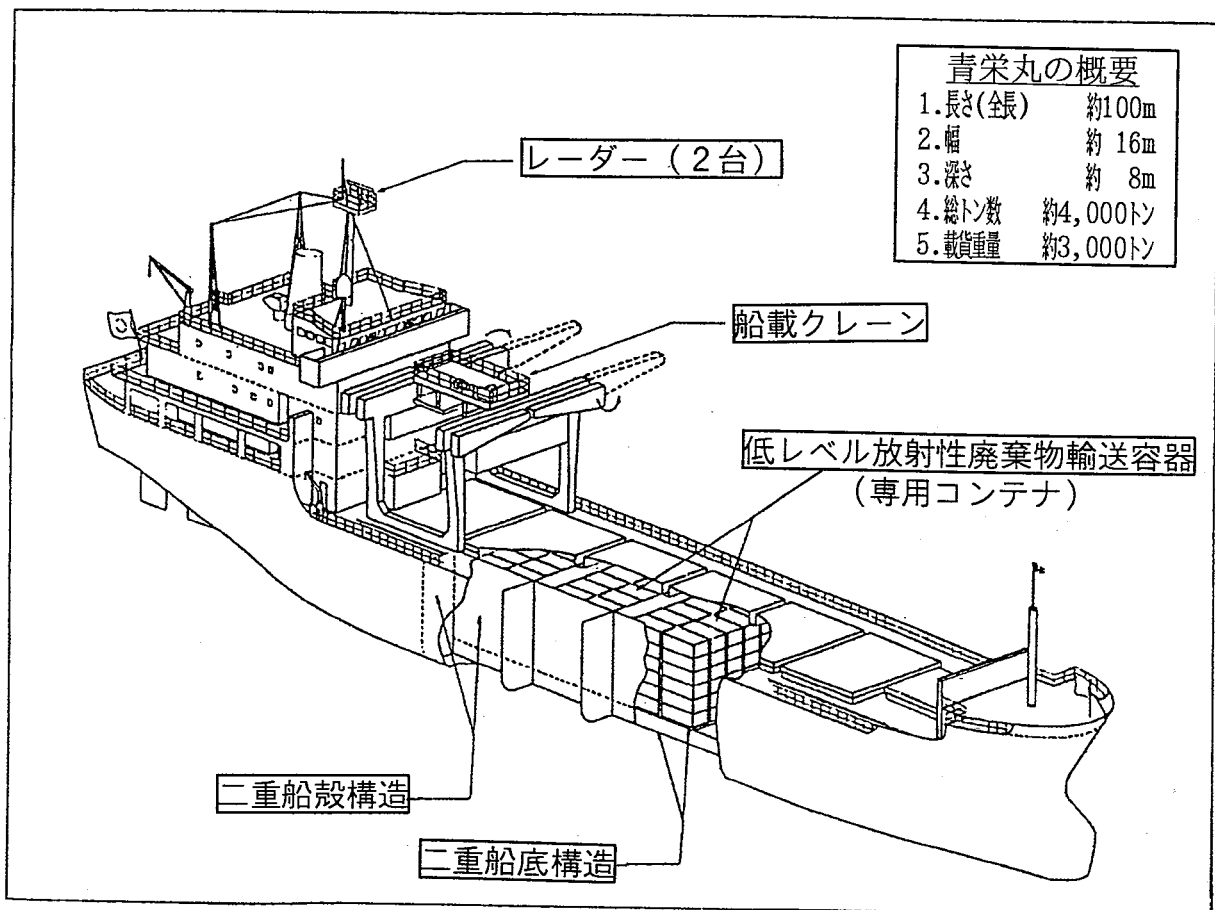 青栄丸の概要
1.長さ(全長) 約100m
2.幅 約 16m
3.深さ 約 8m
4.総トン数 約4,000トン
5.載貨重量 約3,000トン
レーダー（2台）
船載クレーン
低レベル放射性廃棄物輸送容器
（専用コンテナ）
二重船殻構造
二重船底構造